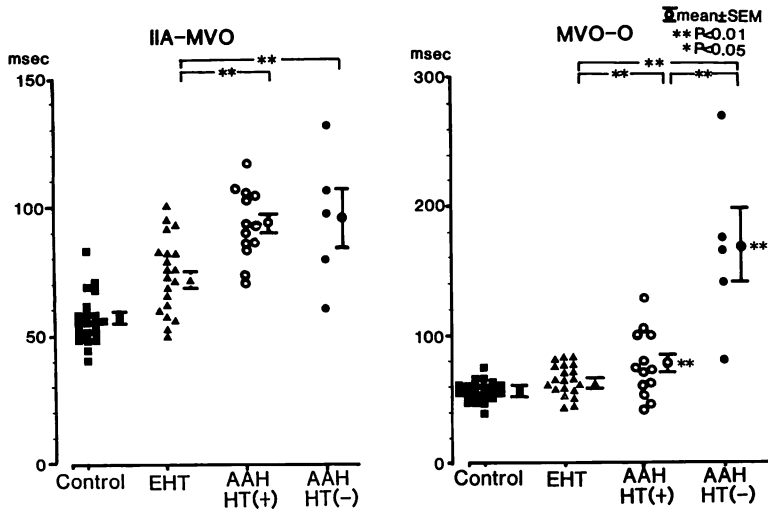 IIA-MVO
msec
**
**
150
100
50
0
Control
EHT
AAH
HT(+)
AAH
HT(-)
mean±SEM
** P<0.01
* P<0.05
MVO-O
msec
**
**
**
300
200
100
0
**
**
Control
EHT
AAH
HT(+)
AAH
HT(-)